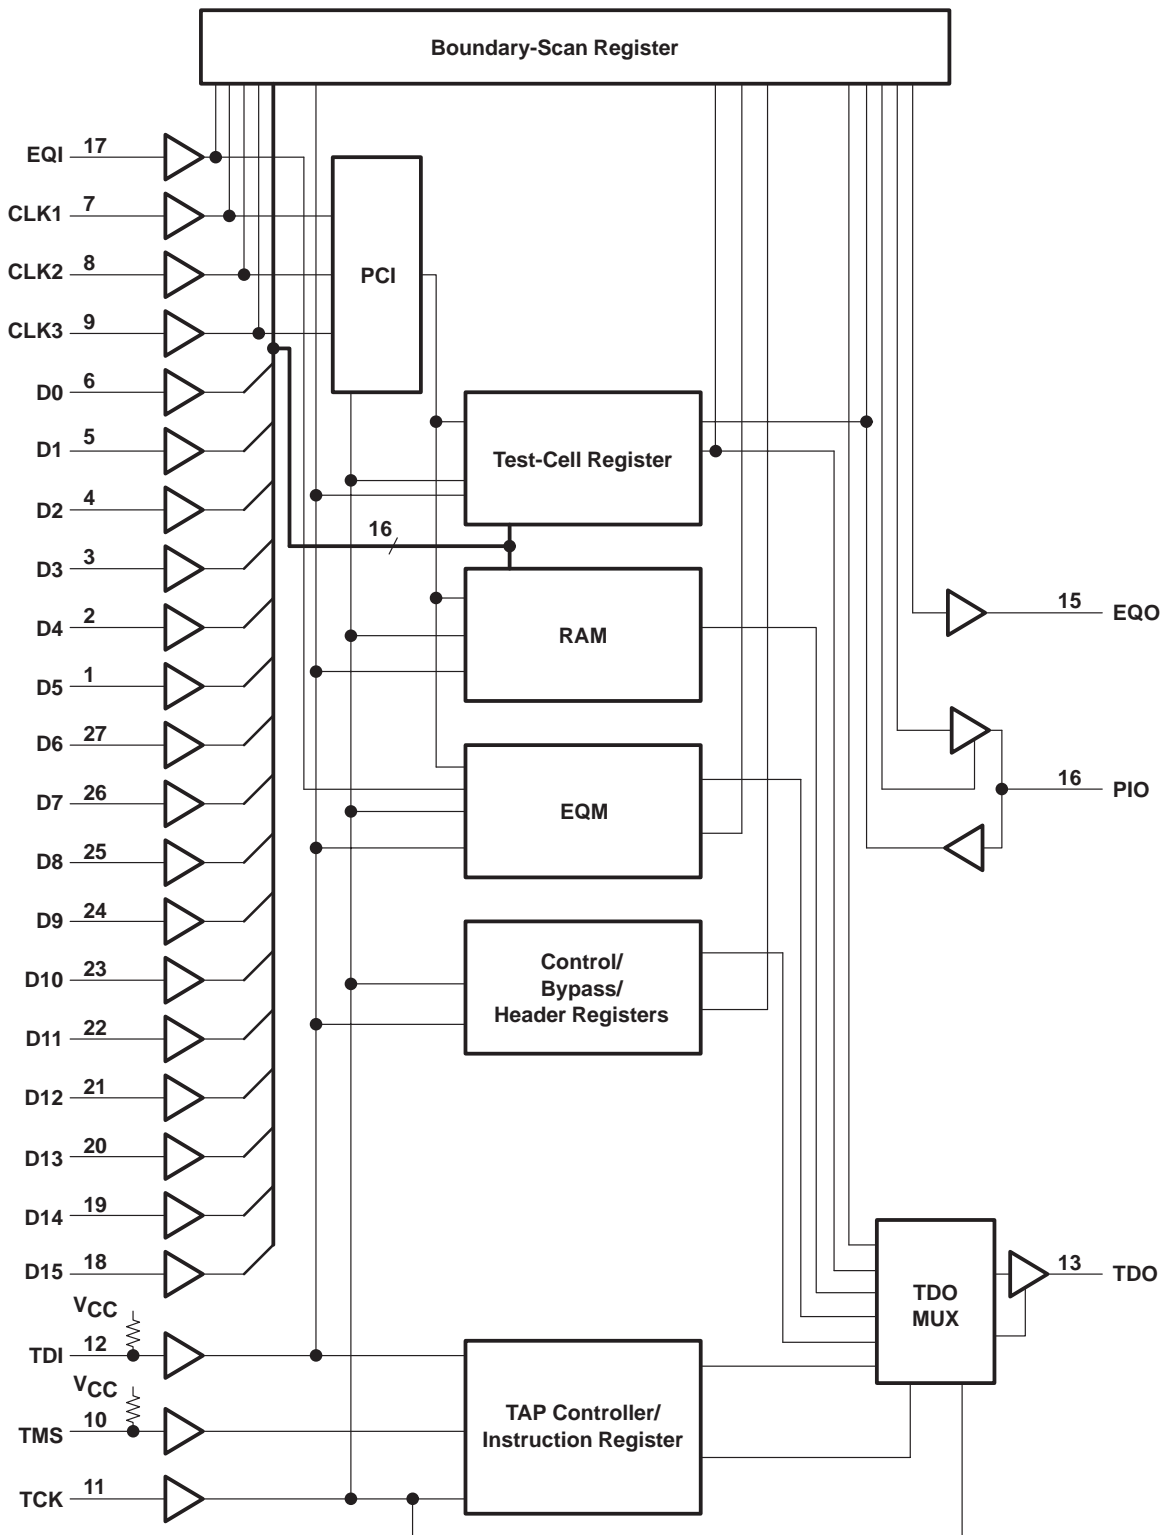 Boundary-Scan Register
EQI 17
CLK1 7
CLK2 8
PCI
CLK3 9
D0 6
D1 5
Test-Cell Register
D2 4
16
D3 3
D4 2
RAM
15 EQO
D5 1
D6 27
D7 26
16 PIO
EQM
D8 25
D9 24
D10 23
Control/
Bypass/
Header Registers
D11 22
D12 21
D13 20
D14 19
D15 18
13 TDO
TDO
MUX
VCC
TDI 12
VCC
TMS 10
TAP Controller/
Instruction Register
TCK 11